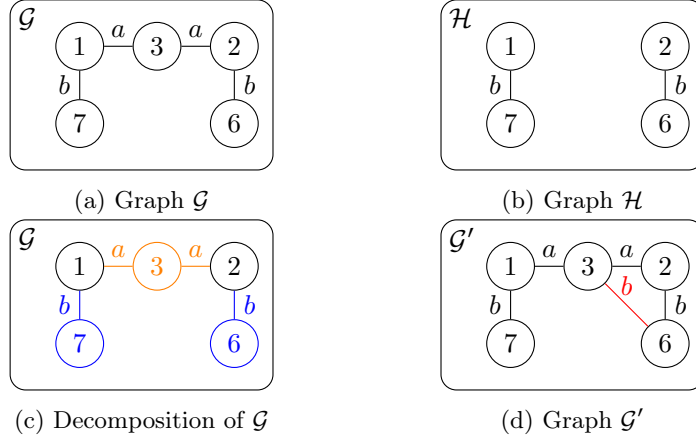 𝒢 𝓗
1 a 3 a 2 1 2
b b b b
7 6 7 6
(a) Graph 𝒢 (b) Graph 𝓗
𝒢 𝒢′
1 a 3 a 2 1 a 3 a 2
b b b b b
7 6 7 6
(c) Decomposition of 𝒢 (d) Graph 𝒢′